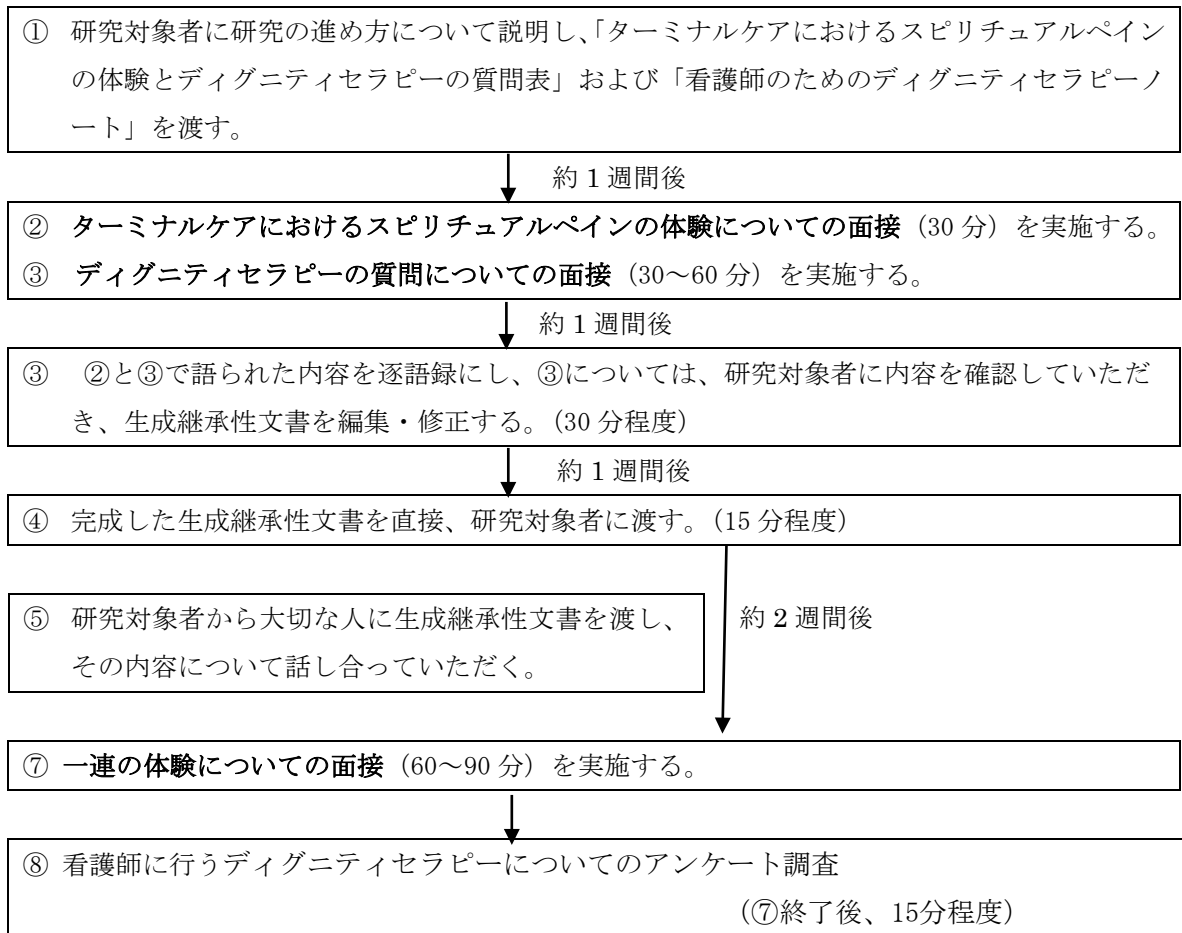 ① 研究対象者に研究の進め方について説明し、「ターミナルケアにおけるスピリチュアルペイン
の体験とディグニティセラピーの質問表」および「看護師のためのディグニティセラピーノ
ート」を渡す。
約1週間後
② ターミナルケアにおけるスピリチュアルペインの体験についての面接（30分）を実施する。
③ ディグニティセラピーの質問についての面接（30～60分）を実施する。
約1週間後
③ ②と③で語られた内容を逐語録にし、③については、研究対象者に内容を確認していただ
き、生成継承性文書を編集・修正する。（30分程度）
約1週間後
④ 完成した生成継承性文書を直接、研究対象者に渡す。（15分程度）
⑤ 研究対象者から大切な人に生成継承性文書を渡し、
その内容について話し合っていただく。
約2週間後
⑦ 一連の体験についての面接（60～90分）を実施する。
⑧ 看護師に行うディグニティセラピーについてのアンケート調査
（⑦終了後、15分程度）